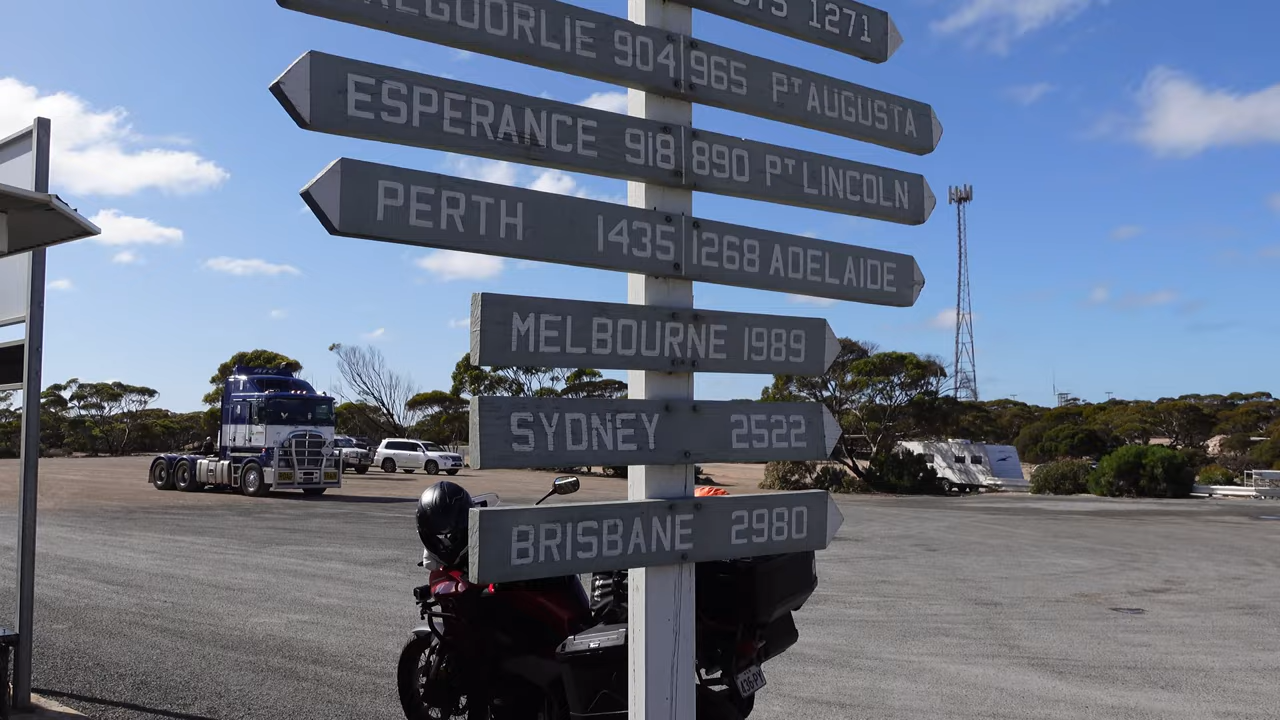 1271
904 965 PT AUGUSTA
ESPERANCE 918 890 PT LINCOLN
PERTH 1435 1268 ADELAIDE
MELBOURNE 1989
SYDNEY 2522
BRISBANE 2980